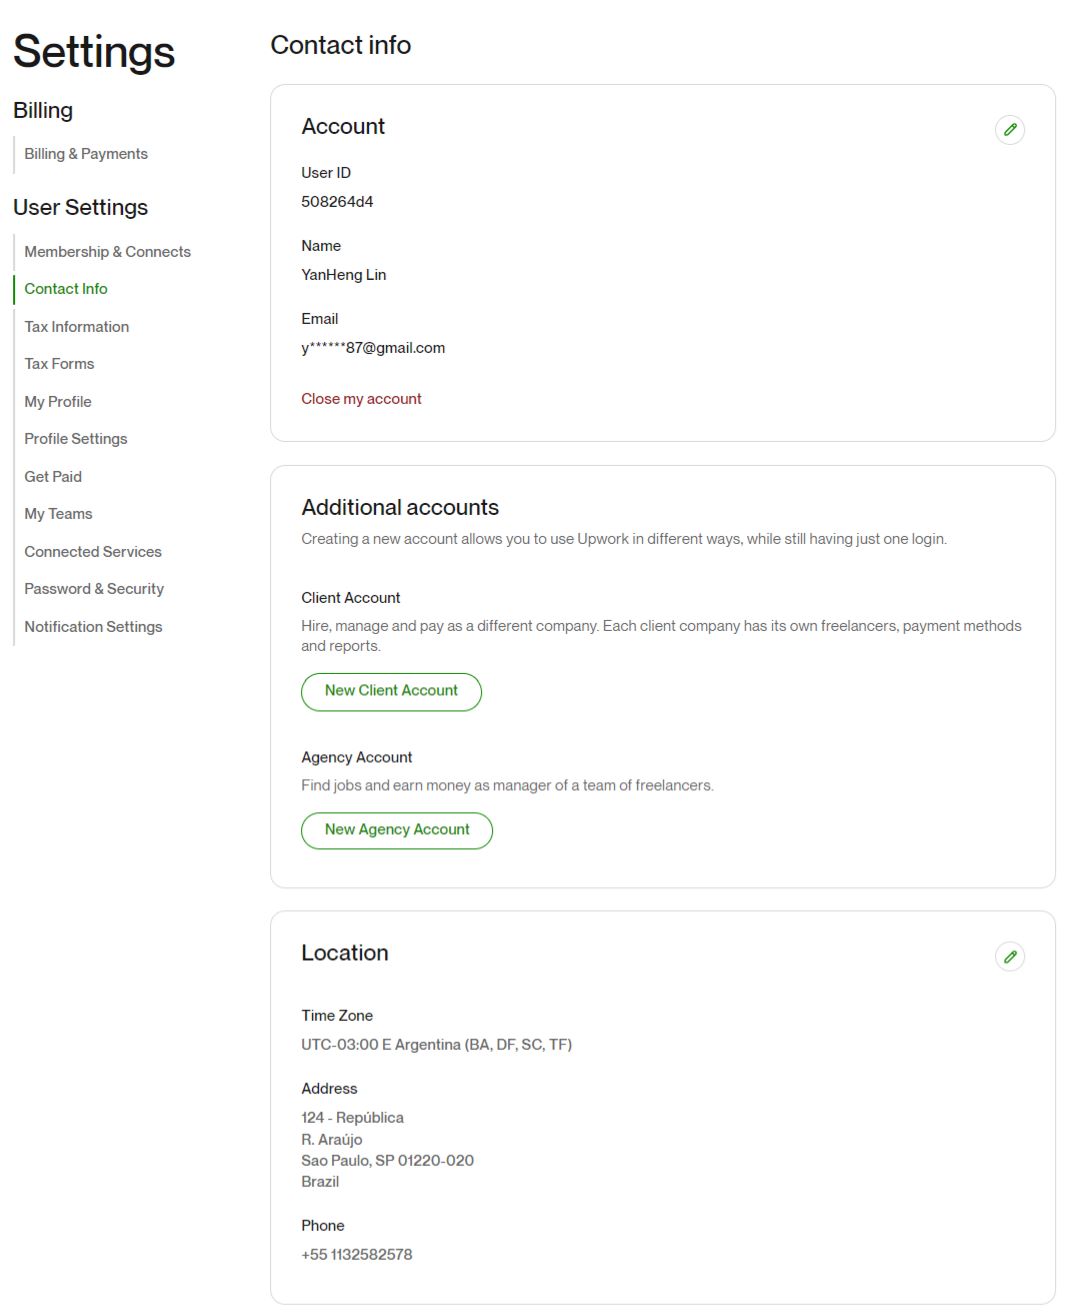 Settings
Billing
Billing & Payments
User Settings
Membership & Connects
Contact Info
Tax Information
Tax Forms
My Profile
Profile Settings
Get Paid
My Teams
Connected Services
Password & Security
Notification Settings
Contact info
Account
User ID
508264d4
Name
YanHeng Lin
Email
y******87@gmail.com
Close my account
Additional accounts
Creating a new account allows you to use Upwork in different ways, while still having just one login.
Client Account
Hire, manage and pay as a different company. Each client company has its own freelancers, payment methods
and reports.
New Client Account
Agency Account
Find jobs and earn money as manager of a team of freelancers.
New Agency Account
Location
Time Zone
UTC-03:00 E Argentina (BA, DF, SC, TF)
Address
124 - República
R. Araújo
Sao Paulo, SP 01220-020
Brazil
Phone
+55 1132582578